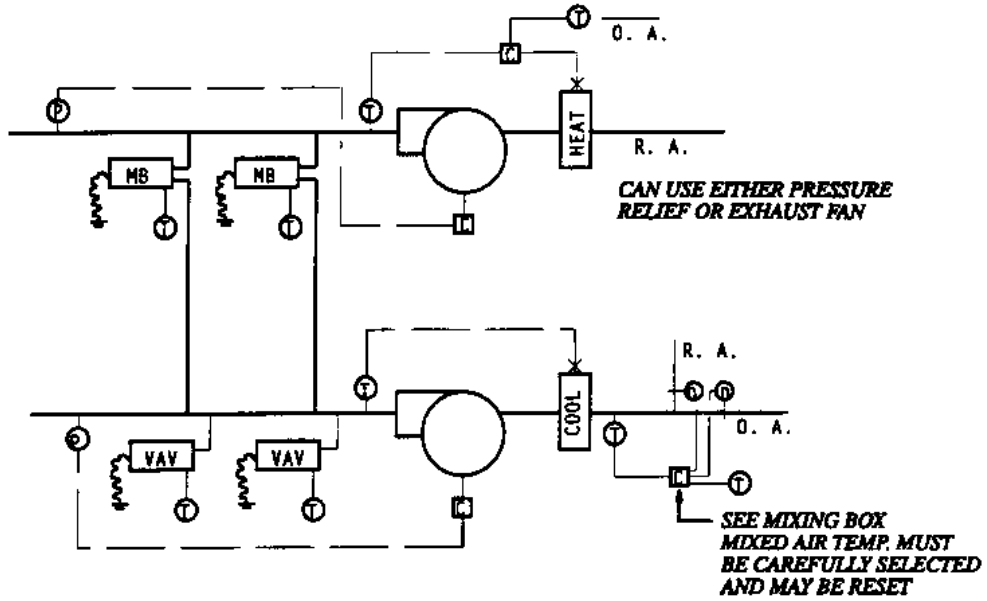 T
O. A.
C
P
T
HEAT
R. A.
MB
MB
CAN USE EITHER PRESSURE
RELIEF OR EXHAUST FAN
T
T
C
R. A.
T
COOL
O. A.
P
VAV
VAV
T
C
T
T
T
C
SEE MIXING BOX
MIXED AIR TEMP. MUST
BE CAREFULLY SELECTED
AND MAY BE RESET